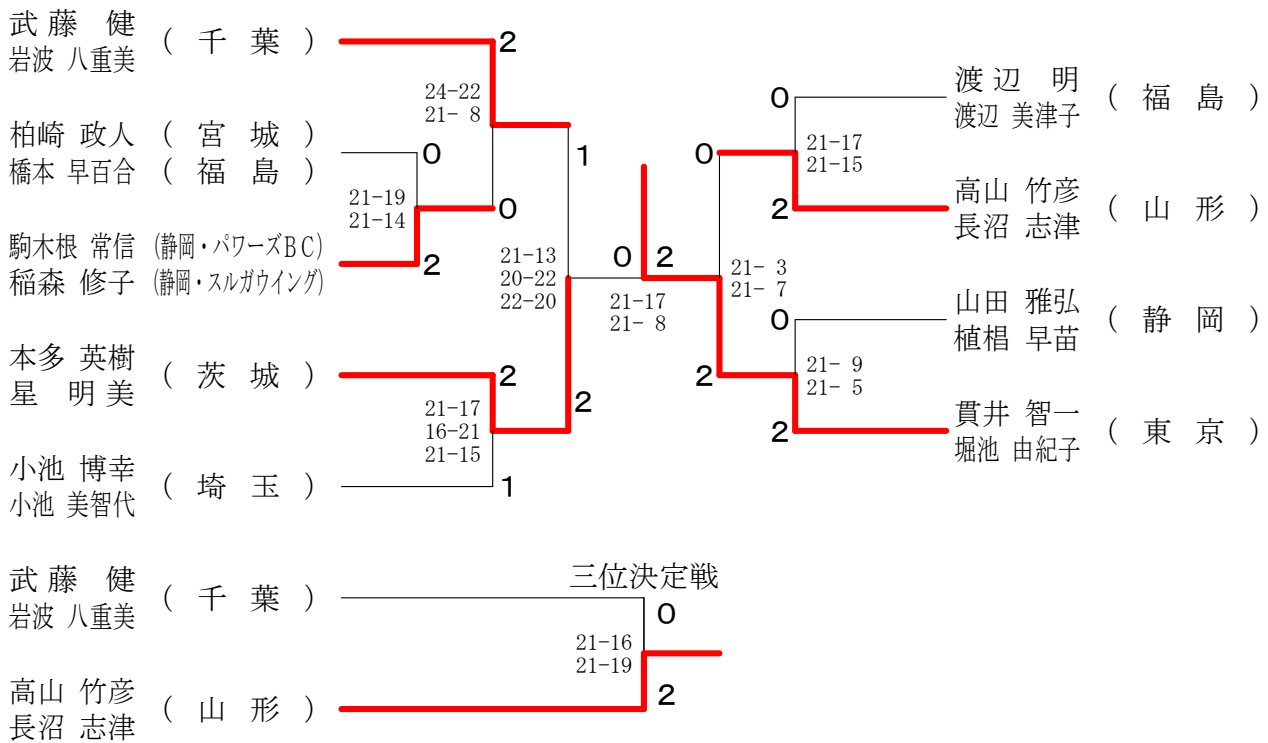 武藤 健
岩波 八重美
( 千 葉 )
2
24-22
21- 8
柏崎 政人 ( 宮 城 )
橋本 早百合 ( 福 島 )
0
21-19
21-14
0
駒木根 常信 (静岡・パワーズBC)
稲森 修子 (静岡・スルガウイング)
2
1
21-13
20-22
22-20
本多 英樹
星 明美
( 茨 城 )
2
21-17
16-21
21-15
2
小池 博幸
小池 美智代
( 埼 玉 )
1
0 2
21-17
21- 8
渡辺 明
渡辺 美津子
( 福 島 )
0
21-17
21-15
0
高山 竹彦
長沼 志津
( 山 形 )
2
21- 3
21- 7
山田 雅弘
植椙 早苗
( 静 岡 )
0
21- 9
21- 5
2
貫井 智一
堀池 由紀子
( 東 京 )
2
三位決定戦
武藤 健
岩波 八重美
( 千 葉 )
0
21-16
21-19
高山 竹彦
長沼 志津
( 山 形 )
2